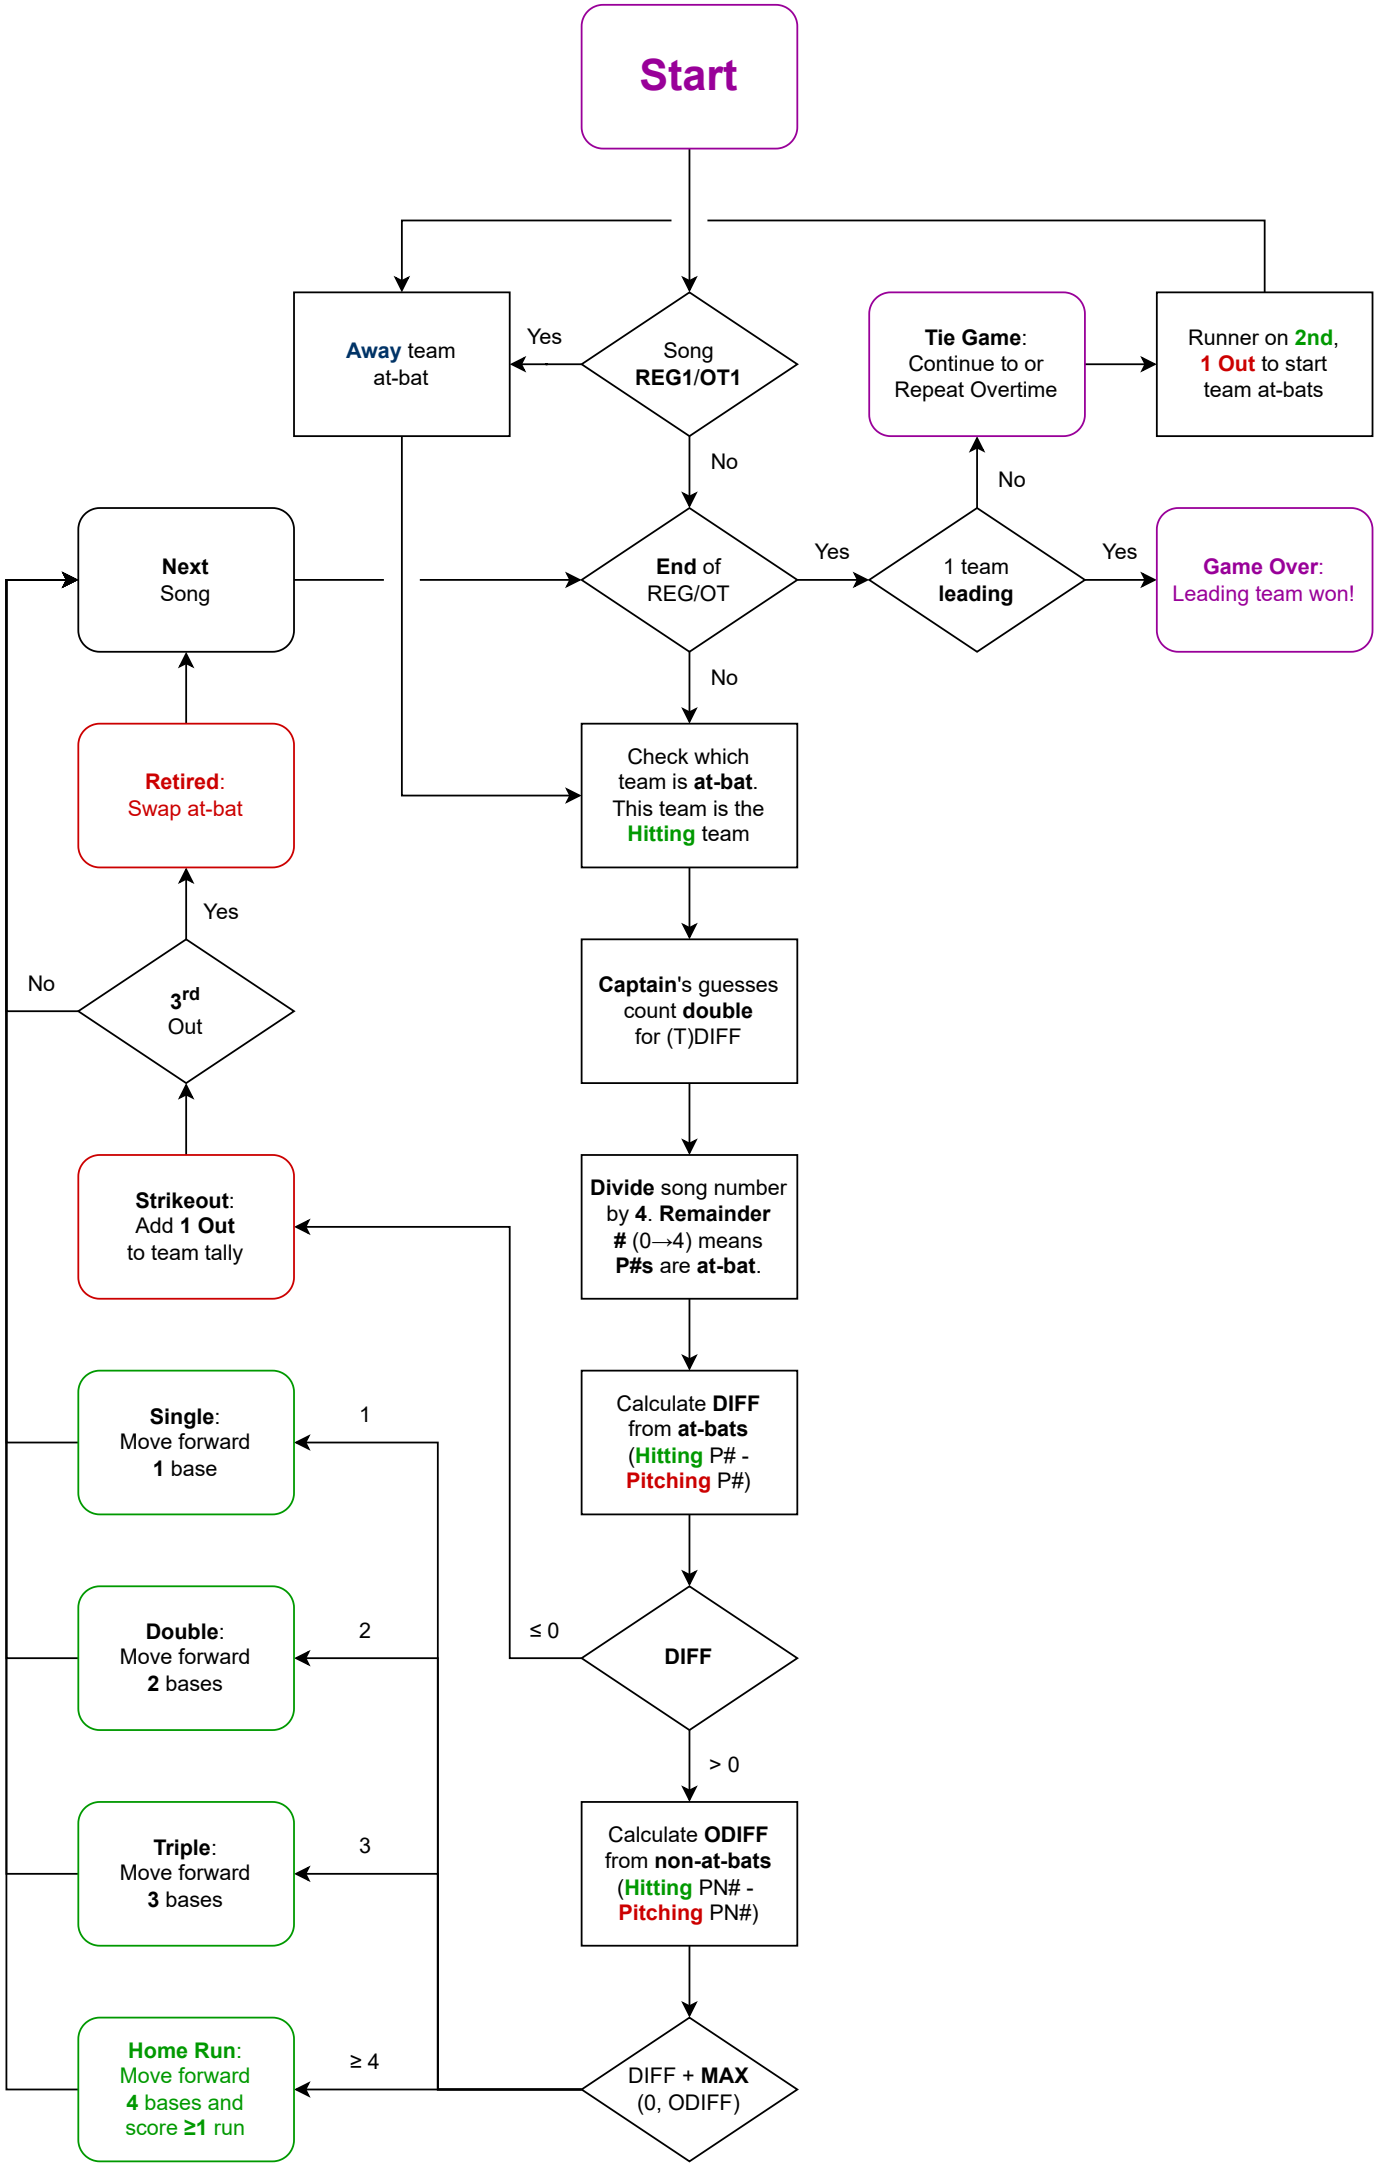 Start
Yes
Away team
at-bat
Song
REG1/OT1
Tie Game:
Continue to or
Repeat Overtime
Runner on 2nd,
1 Out to start
team at-bats
No
No
Next
Song
End of
REG/OT
Yes
1 team
leading
Yes
Game Over:
Leading team won!
No
Retired:
Swap at-bat
Check which
team is at-bat.
This team is the
Hitting team
Yes
No
3rd
Out
Captain's guesses
count double
for (T)DIFF
Strikeout:
Add 1 Out
to team tally
Divide song number
by 4. Remainder
# (0→4) means
P#s are at-bat.
Single:
Move forward
1 base
1
Calculate DIFF
from at-bats
(Hitting P# -
Pitching P#)
Double:
Move forward
2 bases
2
≤ 0
DIFF
> 0
Triple:
Move forward
3 bases
3
Calculate ODIFF
from non-at-bats
(Hitting PN# -
Pitching PN#)
Home Run:
Move forward
4 bases and
score ≥1 run
≥ 4
DIFF + MAX
(0, ODIFF)